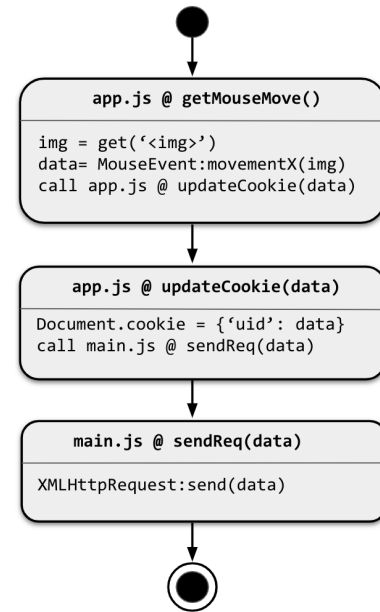 app.js @ getMouseMove()
img = get(‘<img>’)
data= MouseEvent:movementX(img)
call app.js @ updateCookie(data)
app.js @ updateCookie(data)
Document.cookie = {‘uid’: data}
call main.js @ sendReq(data)
main.js @ sendReq(data)
XMLHttpRequest:send(data)